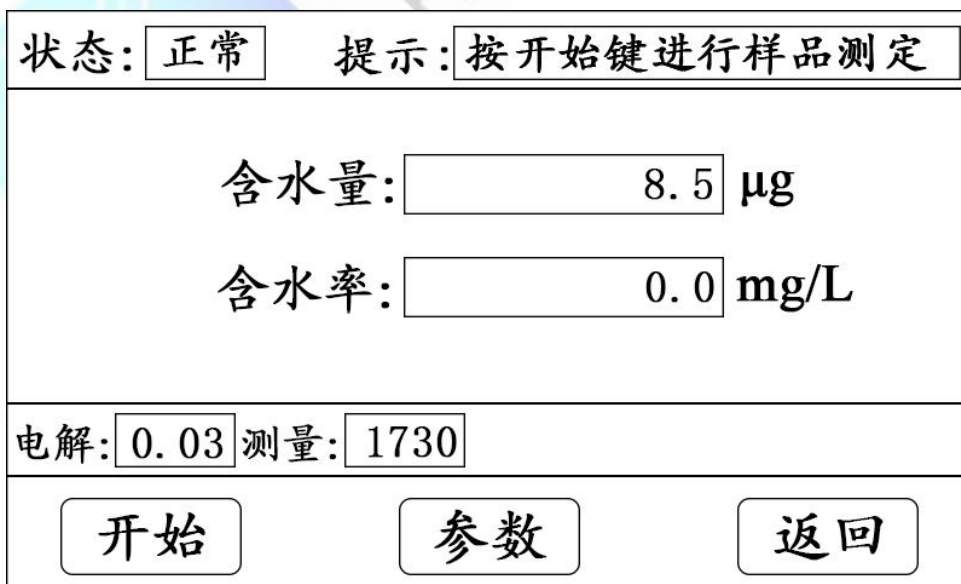 状态: 正常 提示: 按开始键进行样品测定
含水量: 8.5 μg
含水率: 0.0 mg/L
电解: 0.03 测量: 1730
开始 参数 返回